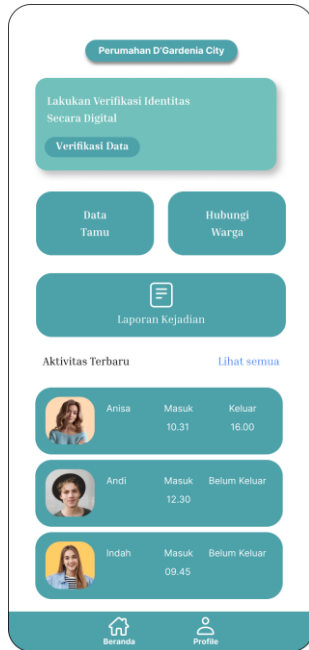 Perumahan D'Gardenia City
Lakukan Verifikasi Identitas
Secara Digital
Verifikasi Data
Data
Tamu
Hubungi
Warga
Laporan Kejadian
Aktivitas Terbaru
Lihat semua
Anisa Masuk Keluar
10.31 16.00
Andi Masuk Belum Keluar
12.30
Indah Masuk Belum Keluar
09.45
Beranda
Profile